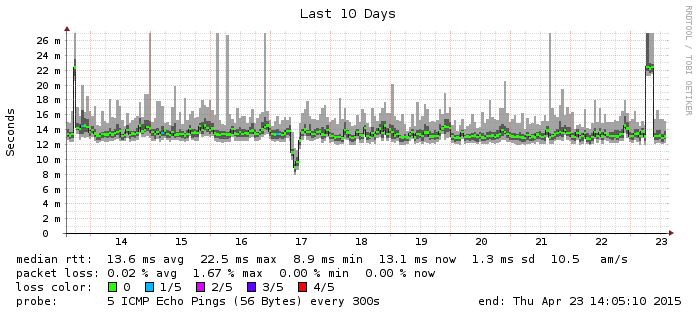 Last 10 Days
RRDTOOL / TOBI OETIKER
Seconds
26 m
24 m
22 m
20 m
18 m
16 m
14 m
12 m
10 m
8 m
6 m
4 m
2 m
0
14 15 16 17 18 19 20 21 22 23
median rtt: 13.6 ms avg 22.5 ms max 8.9 ms min 13.1 ms now 1.3 ms sd 10.5 am/s
packet loss: 0.02 % avg 1.67 % max 0.00 % min 0.00 % now
loss color: 0 1/5 2/5 3/5 4/5
probe: 5 ICMP Echo Pings (56 Bytes) every 300s end: Thu Apr 23 14:05:10 2015